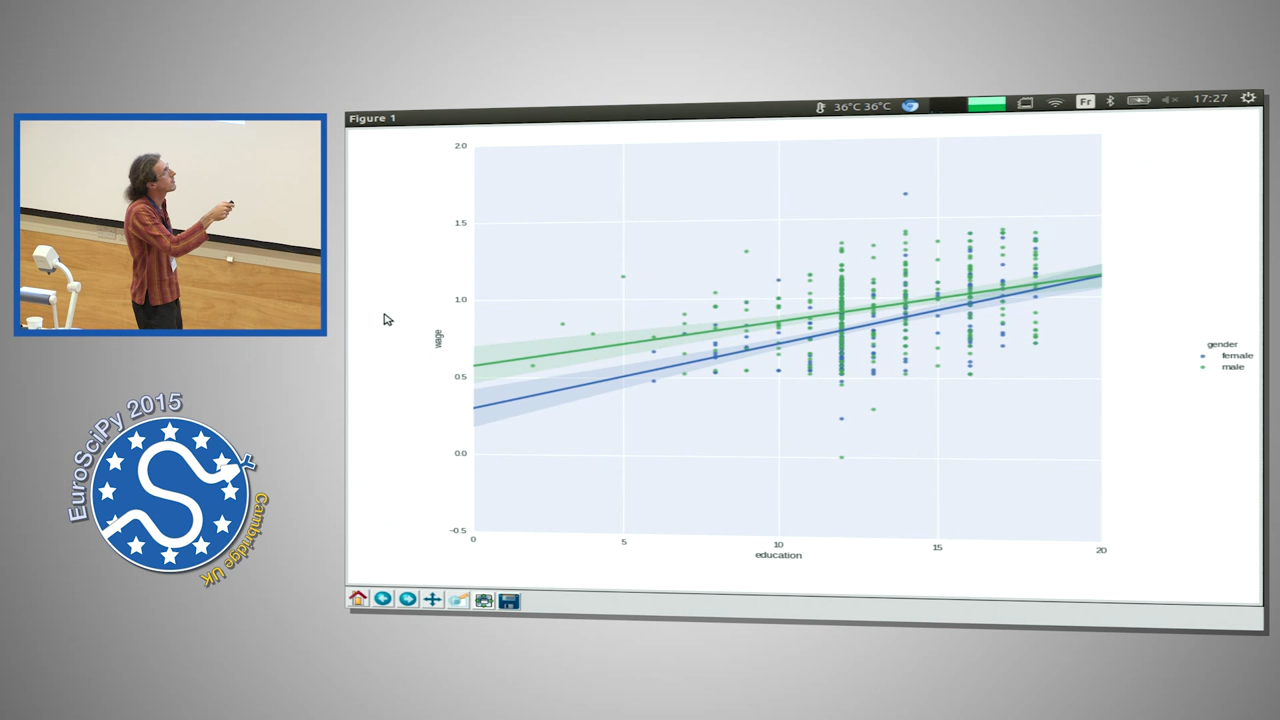 36°C 36°C
Fr
17:27
Figure 1
2.0
1.5
1.0
0.5
0.0
−0.5
wage
0
5
10
15
20
education
gender
female
male
EuroSciPy 2015
Cambridge UK